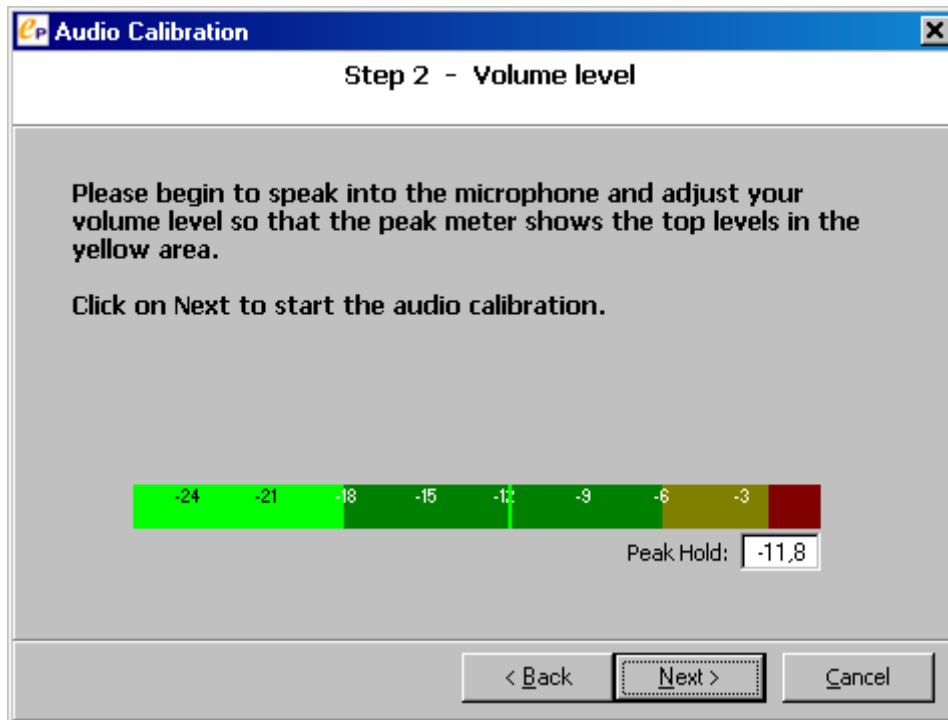 eP Audio Calibration
Step 2 - Volume level
Please begin to speak into the microphone and adjust your
volume level so that the peak meter shows the top levels in the
yellow area.
Click on Next to start the audio calibration.
-24 -21 -18 -15 -12 -9 -6 -3
Peak Hold: -11,8
< Back Next > Cancel